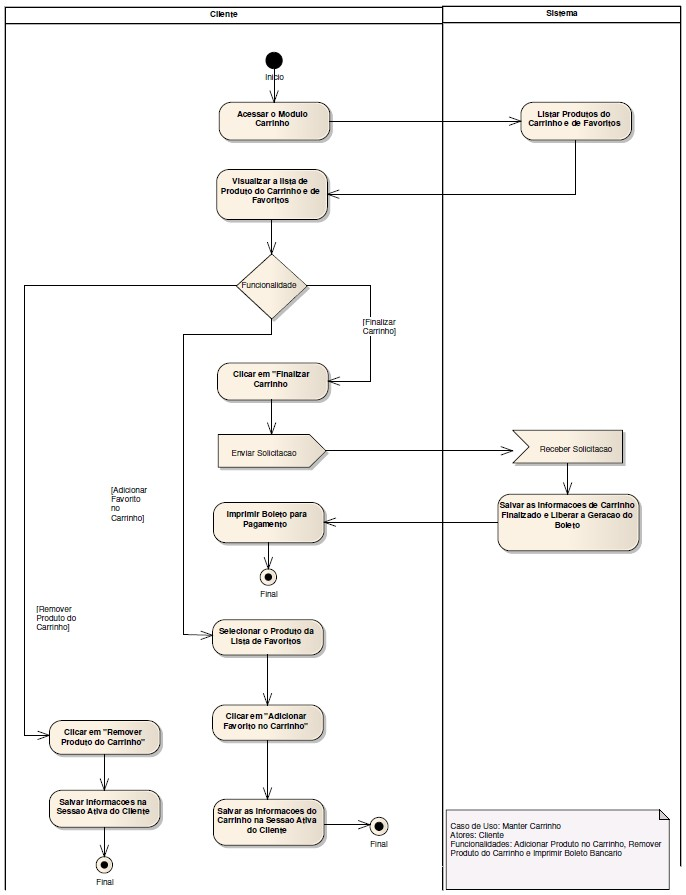 Cliente
Sistema
Início
Acessar o Modulo
Carrinho
Listar Produtos do
Carrinho e de Favoritos
Visualizar a lista de
Produto do Carrinho e de
Favoritos
Funcionalidade
[Finalizar
Carrinho]
Clicar em "Finalizar
Carrinho
Enviar Solicitacao
Receber Solicitacao
[Adicionar
Favorito
no
Carrinho]
Imprimir Boleto para
Pagamento
Salvar as Informacoes de Carrinho
Finalizado e Liberar a Geracao do
Boleto
Final
[Remover
Produto do
Carrinho]
Selecionar o Produto da
Lista de Favoritos
Clicar em "Remover
Produto do Carrinho"
Clicar em "Adicionar
Favorito no Carrinho"
Salvar Informacoes na
Sessao Ativa do Cliente
Salvar as Informacoes do
Carrinho na Sessao Ativa
do Cliente
Final
Final
Caso de Uso: Manter Carrinho
Atores: Cliente
Funcionalidades: Adicionar Produto no Carrinho, Remover
Produto do Carrinho e Imprimir Boleto Bancario